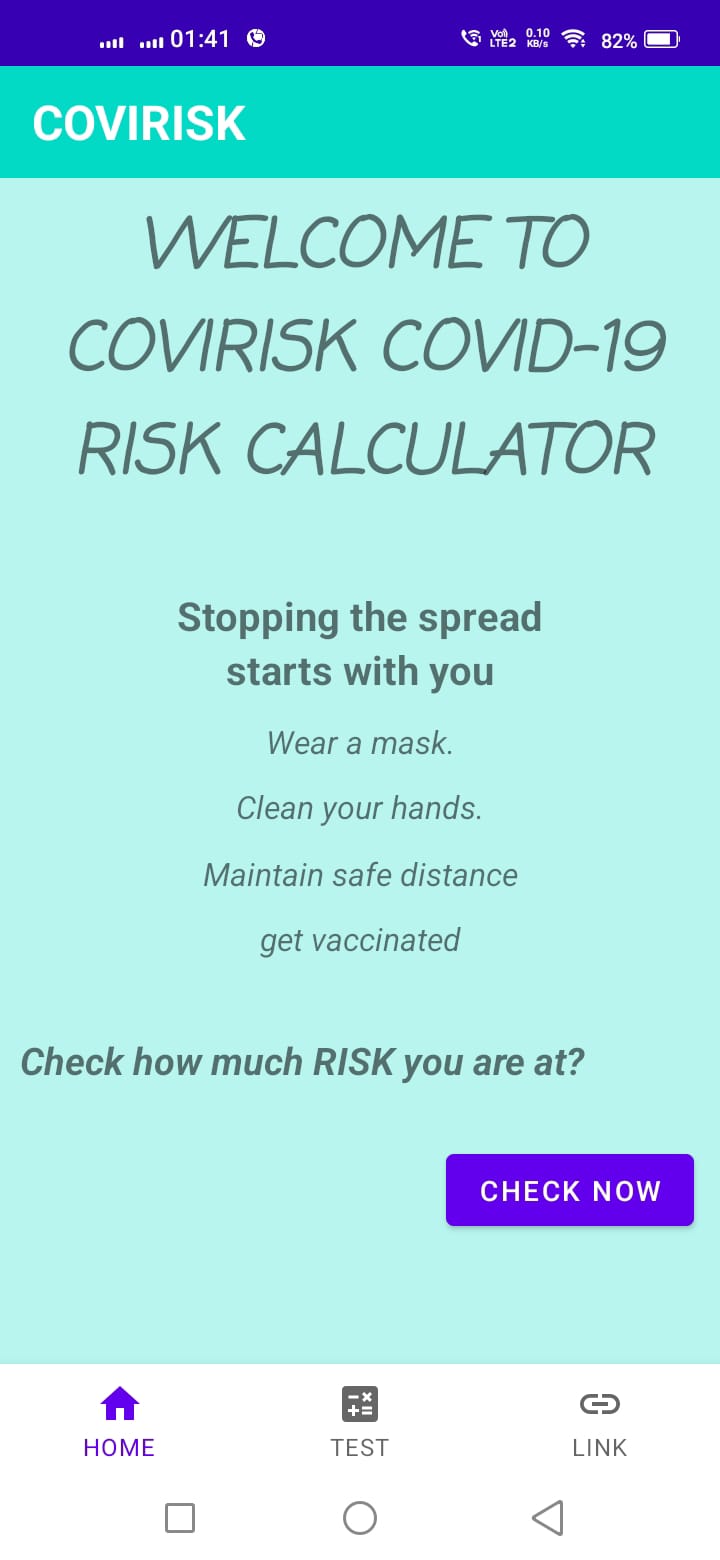 01:41 Vo) LTE2 0.10 KB/s 82%
COVIRISK
WELCOME TO
COVIRISK COVID-19
RISK CALCULATOR
Stopping the spread
starts with you
Wear a mask.
Clean your hands.
Maintain safe distance
get vaccinated
Check how much RISK you are at?
CHECK NOW
HOME TEST LINK